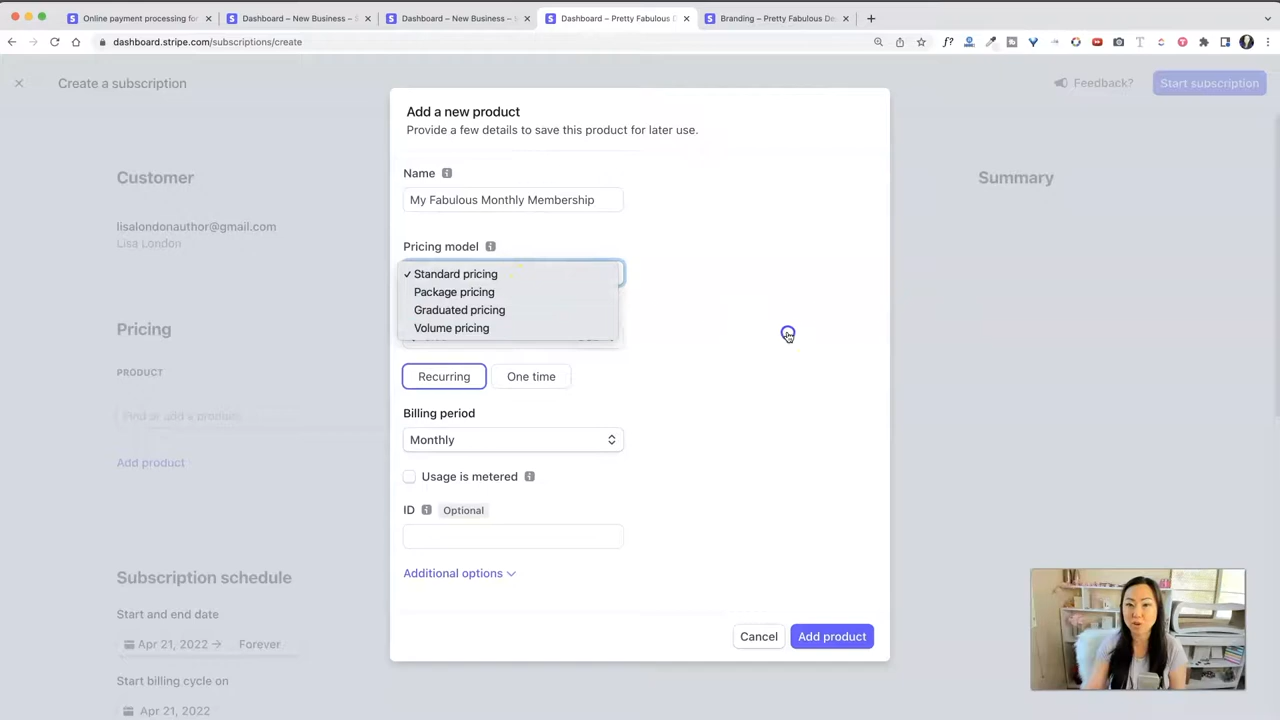 Online payment processing for
Dashboard – New Business –
Dashboard – New Business –
Dashboard – Pretty Fabulous D
Branding – Pretty Fabulous De
dashboard.stripe.com/subscriptions/create
Create a subscription
Feedback?
Start subscription
Add a new product
Provide a few details to save this product for later use.
Customer
Summary
Name
My Fabulous Monthly Membership
lisalondonauthor@gmail.com
Lisa London
Pricing model
Standard pricing
Package pricing
Graduated pricing
Volume pricing
Pricing
PRODUCT
Recurring
One time
Find or add a product
Billing period
Monthly
Add product
Usage is metered
ID
Optional
Additional options
Subscription schedule
Start and end date
Apr 21, 2022
Forever
Cancel
Add product
Start billing cycle on
Apr 21, 2022